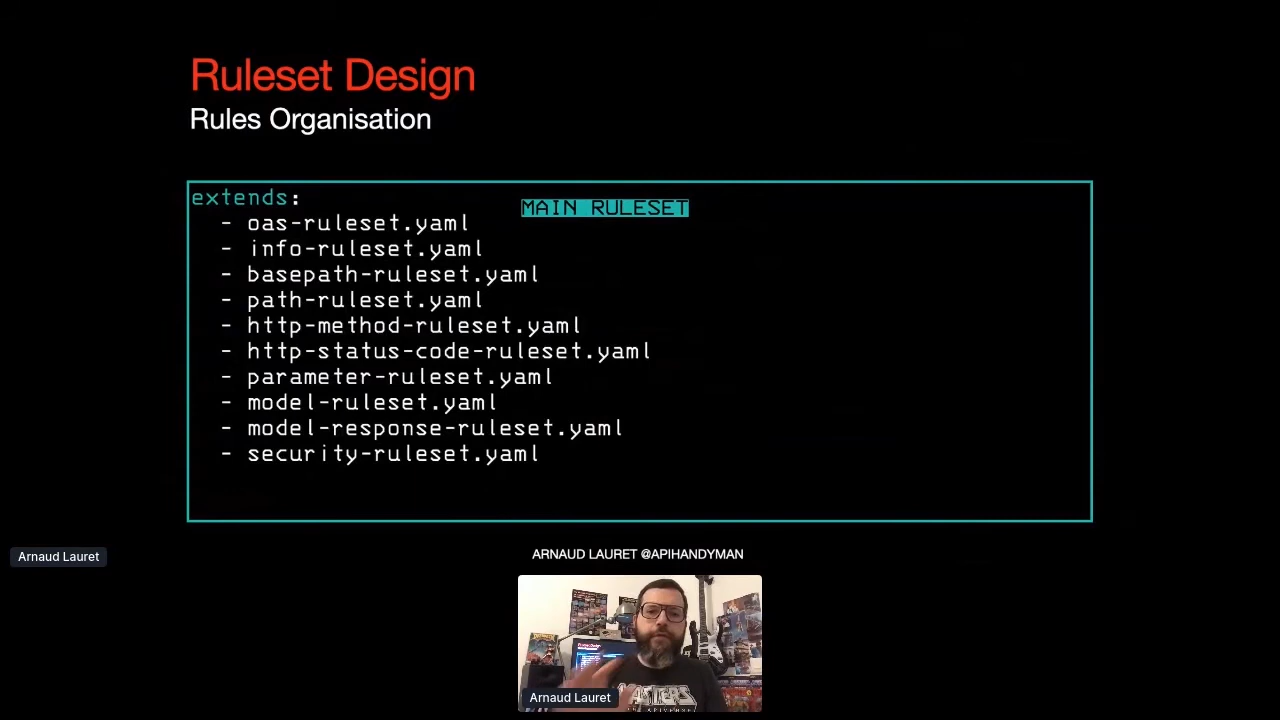 Ruleset Design
Rules Organisation
extends:
MAIN RULESET
- oas-ruleset.yaml
- info-ruleset.yaml
- basepath-ruleset.yaml
- path-ruleset.yaml
- http-method-ruleset.yaml
- http-status-code-ruleset.yaml
- parameter-ruleset.yaml
- model-ruleset.yaml
- model-response-ruleset.yaml
- security-ruleset.yaml
Arnaud Lauret
ARNAUD LAURET @APIHANDYMAN
MASTERS
Arnaud Lauret